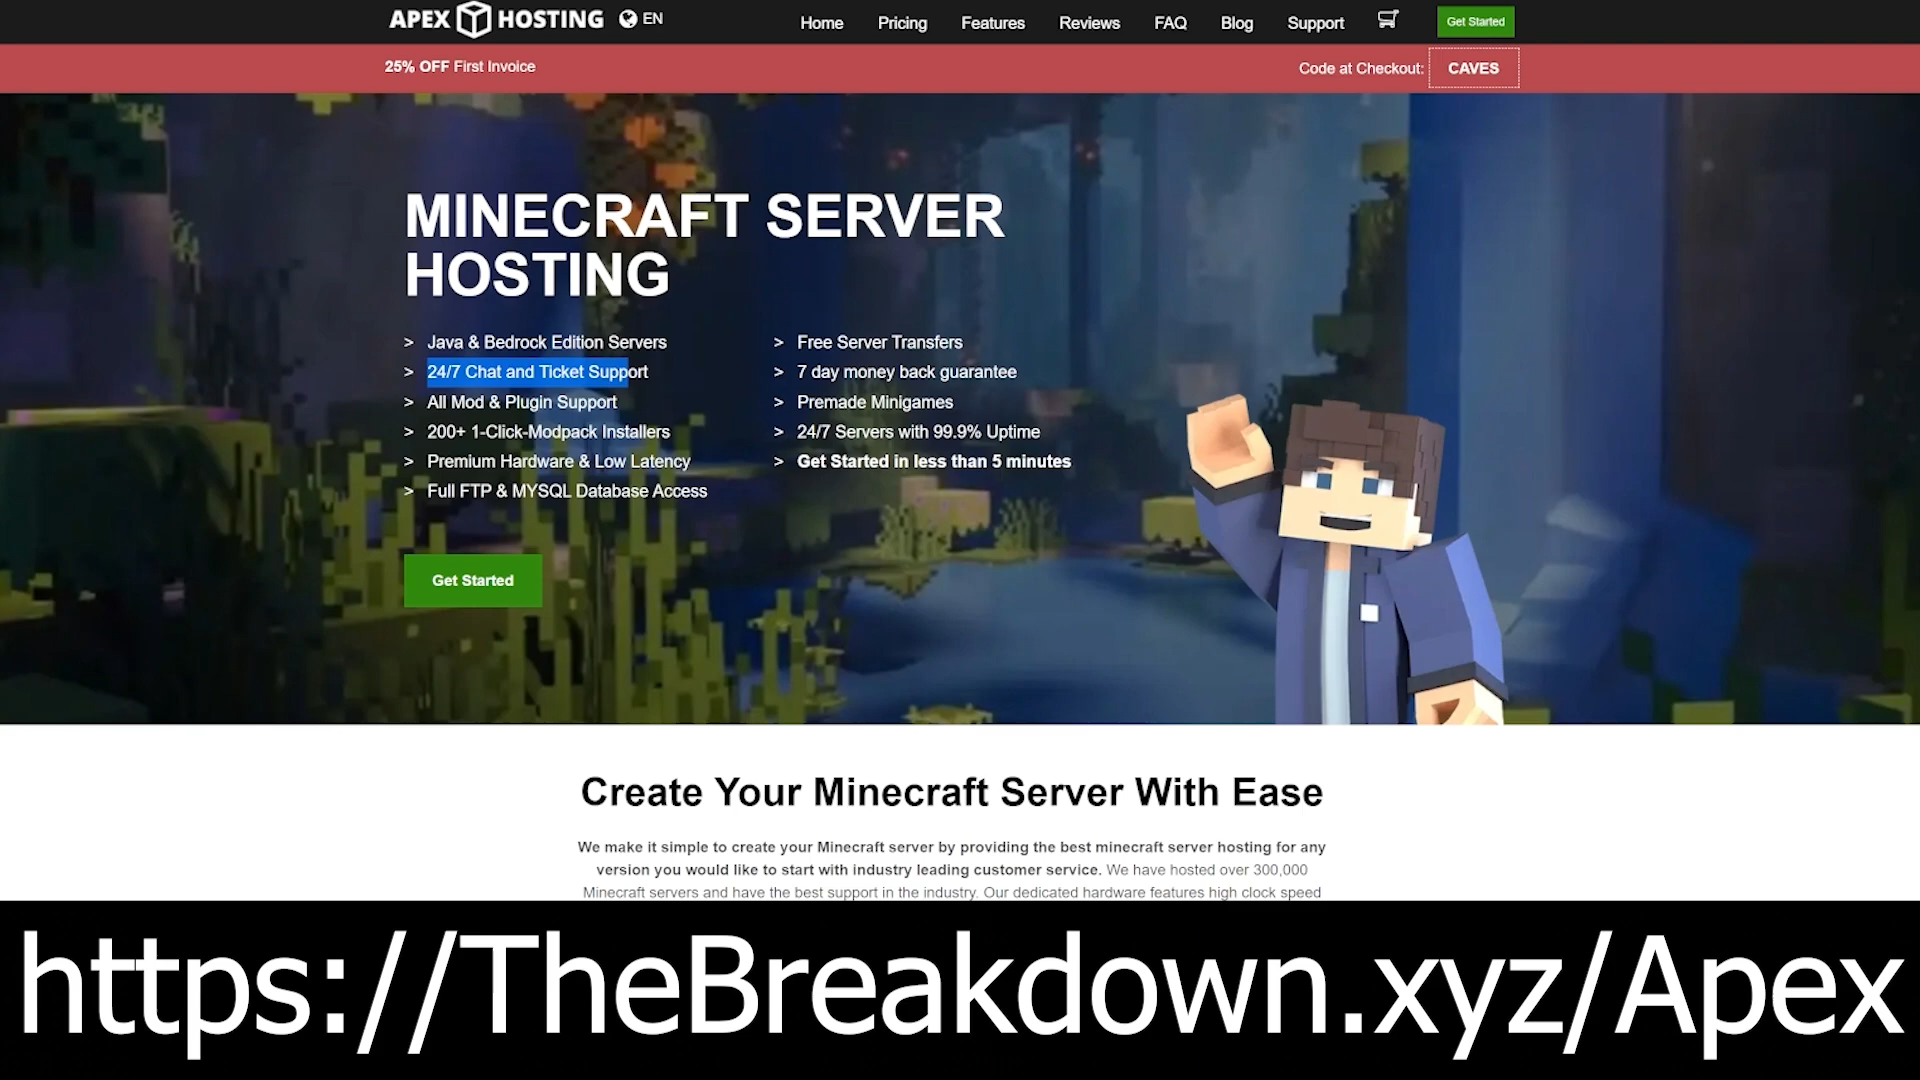 APEX HOSTING EN Home Pricing Features Reviews FAQ Blog Support Get Started
25% OFF First Invoice Code at Checkout: CAVES
MINECRAFT SERVER
HOSTING
> Java & Bedrock Edition Servers
> 24/7 Chat and Ticket Support
> All Mod & Plugin Support
> 200+ 1-Click-Modpack Installers
> Premium Hardware & Low Latency
> Full FTP & MYSQL Database Access
> Free Server Transfers
> 7 day money back guarantee
> Premade Minigames
> 24/7 Servers with 99.9% Uptime
> Get Started in less than 5 minutes
Get Started
Create Your Minecraft Server With Ease
We make it simple to create your Minecraft server by providing the best minecraft server hosting for any
version you would like to start with industry leading customer service. We have hosted over 300,000
Minecraft servers and have the best support in the industry. Our dedicated hardware features high clock speed
https://TheBreakdown.xyz/Apex